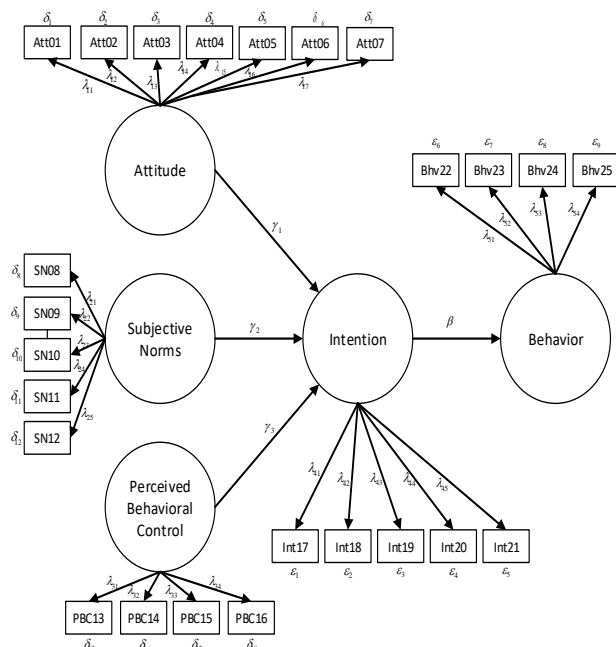 δ₁ δ₂ δ₃ δ₄ δ₅ δ₆ δ₇
Att01 Att02 Att03 Att04 Att05 Att06 Att07
λ₁₁ λ₁₂ λ₁₃ λ₁₄ λ₁₅ λ₁₆ λ₁₇
Attitude
ε₆ ε₇ ε₈ ε₉
Bhv22 Bhv23 Bhv24 Bhv25
λ₅₁ λ₅₂ λ₅₃ λ₅₄
γ₁
δ₈ SN08
λ₂₁
δ₉ SN09
λ₂₂
δ₁₀ SN10
λ₂₃
λ₂₄
δ₁₁ SN11
λ₂₅
δ₁₂ SN12
Subjective
Norms
γ₂
Intention
β
Behavior
γ₃
Perceived
Behavioral
Control
λ₄₁ λ₄₂ λ₄₃ λ₄₄ λ₄₅
Int17 Int18 Int19 Int20 Int21
ε₁ ε₂ ε₃ ε₄ ε₅
λ₃₁ λ₃₂ λ₃₃ λ₃₄
PBC13 PBC14 PBC15 PBC16